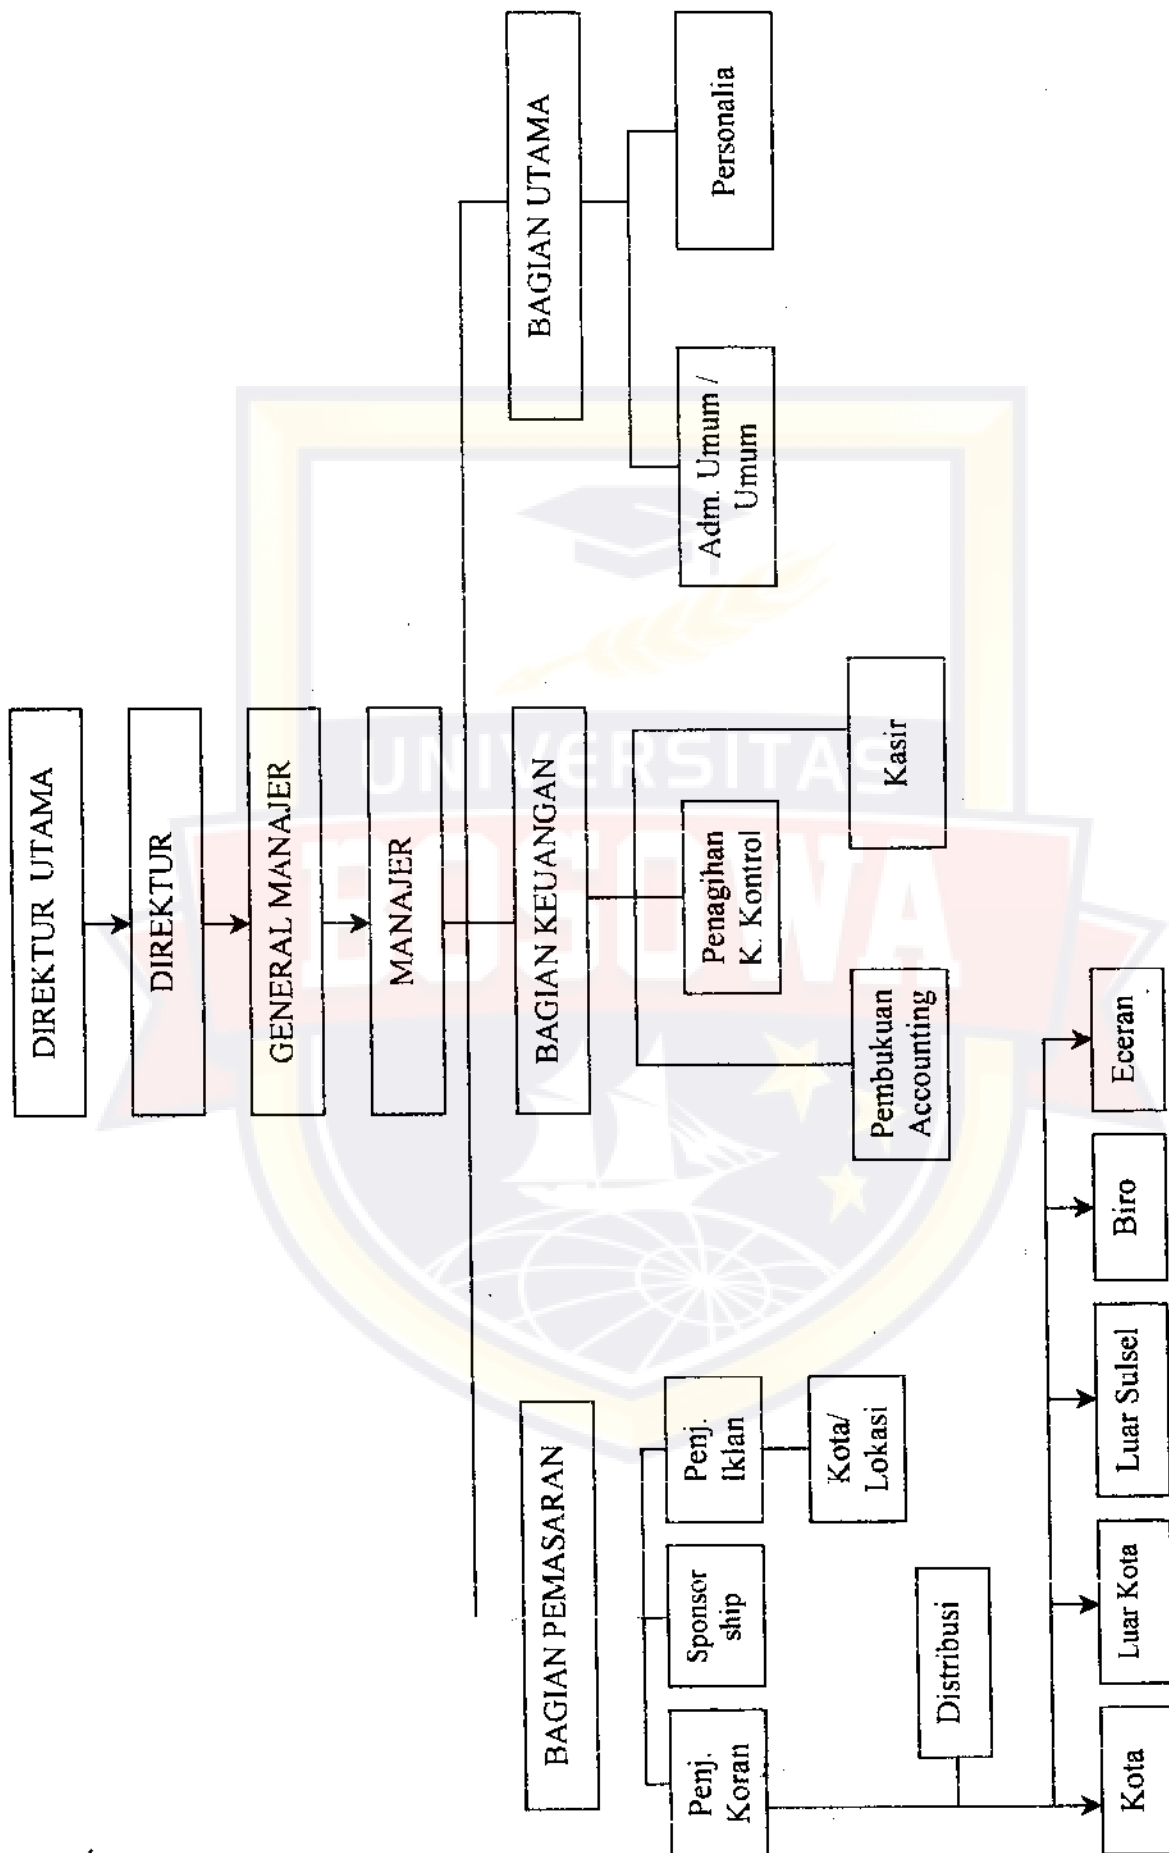 DIREKTUR UTAMA
DIREKTUR
GENERAL MANAJER
MANAJER
BAGIAN PEMASARAN
BAGIAN KEUANGAN
BAGIAN UTAMA
Penj.
Koran
Sponsor
ship
Penj.
Iklan
Penagihan
K. Kontrol
Adm. Umum /
Umum
Personalia
Kota/
Lokasi
Pembukuan
Accounting
Kasir
Distribusi
Kota
Luar Kota
Luar Sulsel
Biro
Eceran
UNIVERSITAS
BOSOWA